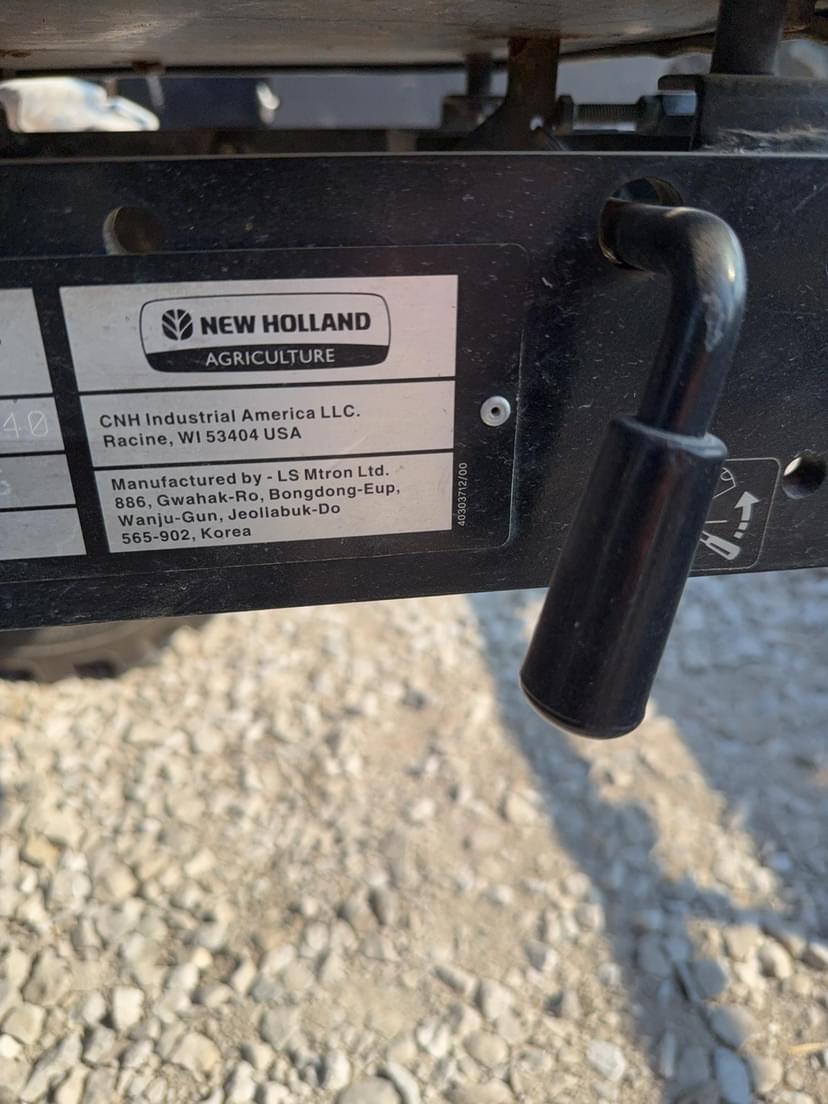 NEW HOLLAND
AGRICULTURE
40
CNH Industrial America LLC.
Racine, WI 53404 USA
Manufactured by - LS Mtron Ltd.
886, Gwahak-Ro, Bongdong-Eup,
Wanju-Gun, Jeollabuk-Do
565-902, Korea
40303712/00